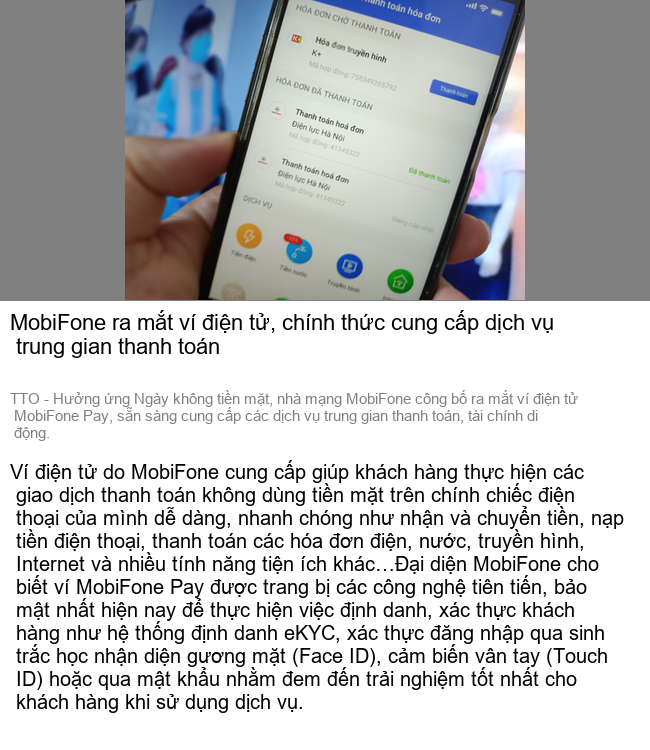 thanh toán hóa đơn
HÓA ĐƠN CHỜ THANH TOÁN
Hóa đơn truyền hình
K+
Mã hợp đồng: 758349265792
Thanh toán
HÓA ĐƠN ĐÃ THANH TOÁN
Thanh toán hoá đơn
Điện lực Hà Nội
Mã hợp đồng: 41345322
Đã thanh toán
Thanh toán hoá đơn
Điện lực Hà Nội
Mã hợp đồng: 41345322
Đang cập nhật
DỊCH VỤ
Tiền điện
Tiền nước
Truyền hình
MobiFone ra mắt ví điện tử, chính thức cung cấp dịch vụ
trung gian thanh toán
TTO - Hưởng ứng Ngày không tiền mặt, nhà mạng MobiFone công bố ra mắt ví điện tử
MobiFone Pay, sẵn sàng cung cấp các dịch vụ trung gian thanh toán, tài chính di
động.
Ví điện tử do MobiFone cung cấp giúp khách hàng thực hiện các
giao dịch thanh toán không dùng tiền mặt trên chính chiếc điện
thoại của mình dễ dàng, nhanh chóng như nhận và chuyển tiền, nạp
tiền điện thoại, thanh toán các hóa đơn điện, nước, truyền hình,
Internet và nhiều tính năng tiện ích khác…Đại diện MobiFone cho
biết ví MobiFone Pay được trang bị các công nghệ tiên tiến, bảo
mật nhất hiện nay để thực hiện việc định danh, xác thực khách
hàng như hệ thống định danh eKYC, xác thực đăng nhập qua sinh
trắc học nhận diện gương mặt (Face ID), cảm biến vân tay (Touch
ID) hoặc qua mật khẩu nhằm đem đến trải nghiệm tốt nhất cho
khách hàng khi sử dụng dịch vụ.